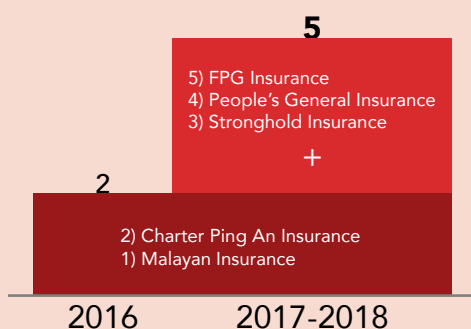 5
5) FPG Insurance
4) People's General Insurance
3) Stronghold Insurance
+
2
2) Charter Ping An Insurance
1) Malayan Insurance
2016 2017-2018